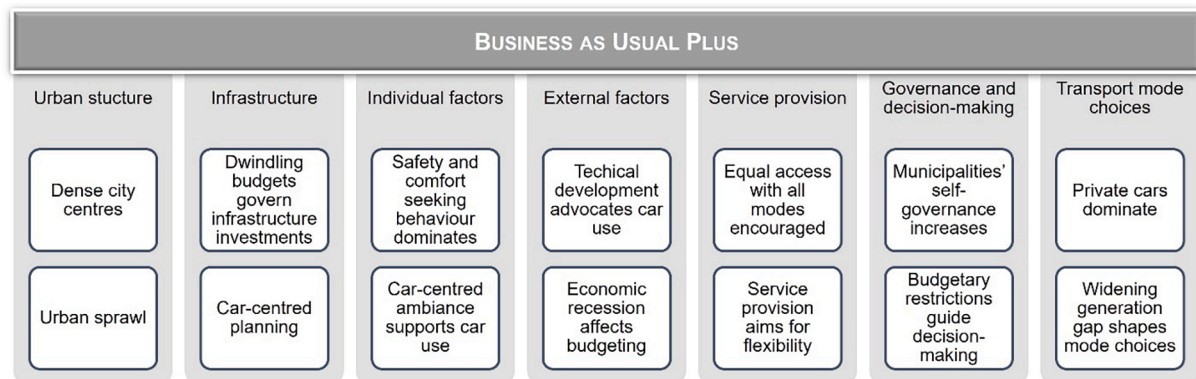 BUSINESS AS USUAL PLUS
Urban stucture
Dense city
centres
Urban sprawl
Infrastructure
Dwindling
budgets
govern
infrastructure
investments
Car-centred
planning
Individual factors
Safety and
comfort
seeking
behaviour
dominates
Car-centred
ambiance
supports car
use
External factors
Techical
development
advocates car
use
Economic
recession
affects
budgeting
Service provision
Equal access
with all
modes
encouraged
Service
provision
aims for
flexibility
Governance and
decision-making
Municipalities’
self-
governance
increases
Budgetary
restrictions
guide
decision-
making
Transport mode
choices
Private cars
dominate
Widening
generation
gap shapes
mode choices